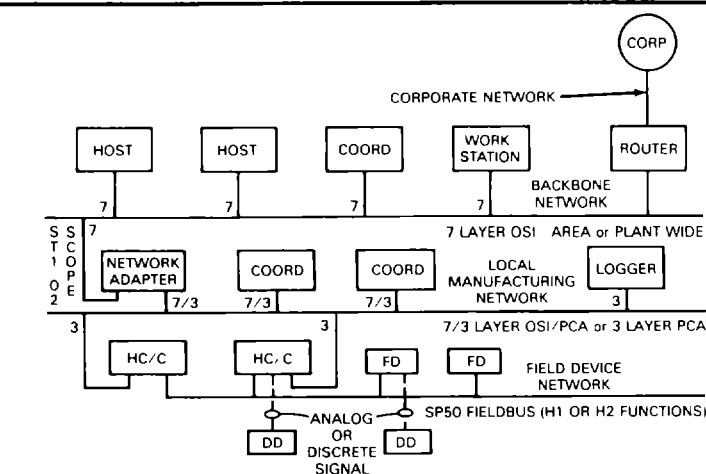 CORP
CORPORATE NETWORK
HOST
HOST
COORD
WORK
STATION
ROUTER
7
7
7
7
BACKBONE
NETWORK
7 LAYER OSI AREA or PLANT WIDE
ST1 02
SCOPE
7
NETWORK
ADAPTER
COORD
COORD
LOCAL
MANUFACTURING
NETWORK
LOGGER
7/3
7/3
7/3
3
7/3 LAYER OSI/PCA or 3 LAYER PCA
3
3
HC/C
HC/C
FD
FD
FIELD DEVICE
NETWORK
SP50 FIELDBUS (H1 OR H2 FUNCTIONS)
ANALOG
OR
DISCRETE
SIGNAL
DD
DD